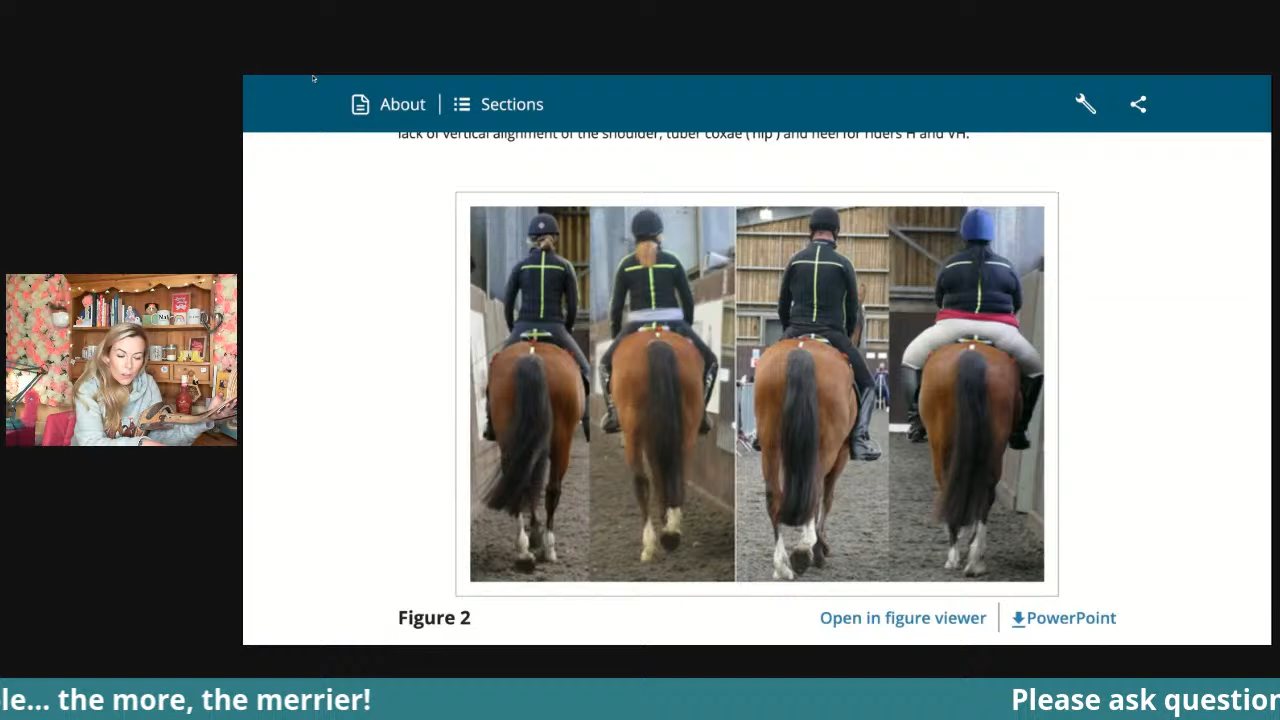 About
Sections
lack of vertical alignment of the shoulder, tuber coxae ('hip') and heel for riders H and VH.
Figure 2
Open in figure viewer
PowerPoint
le... the more, the merrier!
Please ask question